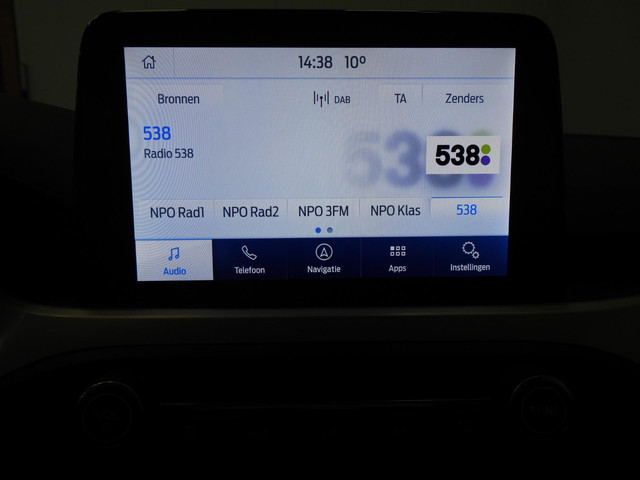 14:38 10º
Bronnen DAB TA Zenders
538
Radio 538
538
NPO Rad1 NPO Rad2 NPO 3FM NPO Klas 538
Audio Telefoon Navigatie Apps Instellingen